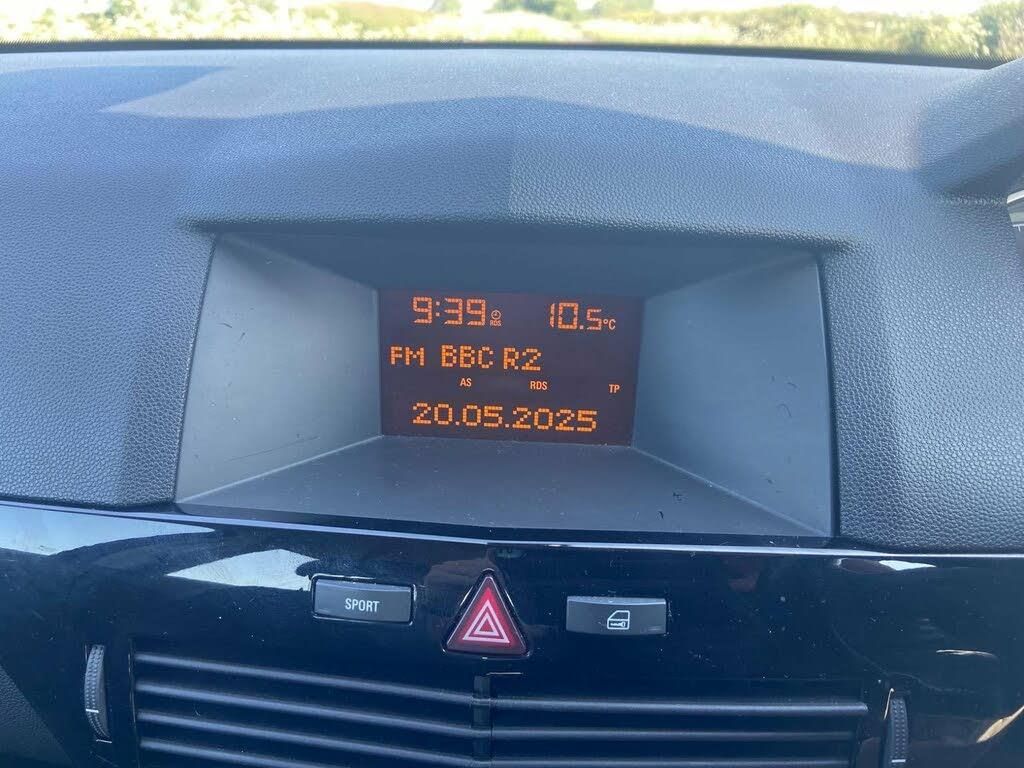 9:39 RDS 10.5°C
FM BBC R2
AS RDS TP
20.05.2025
SPORT